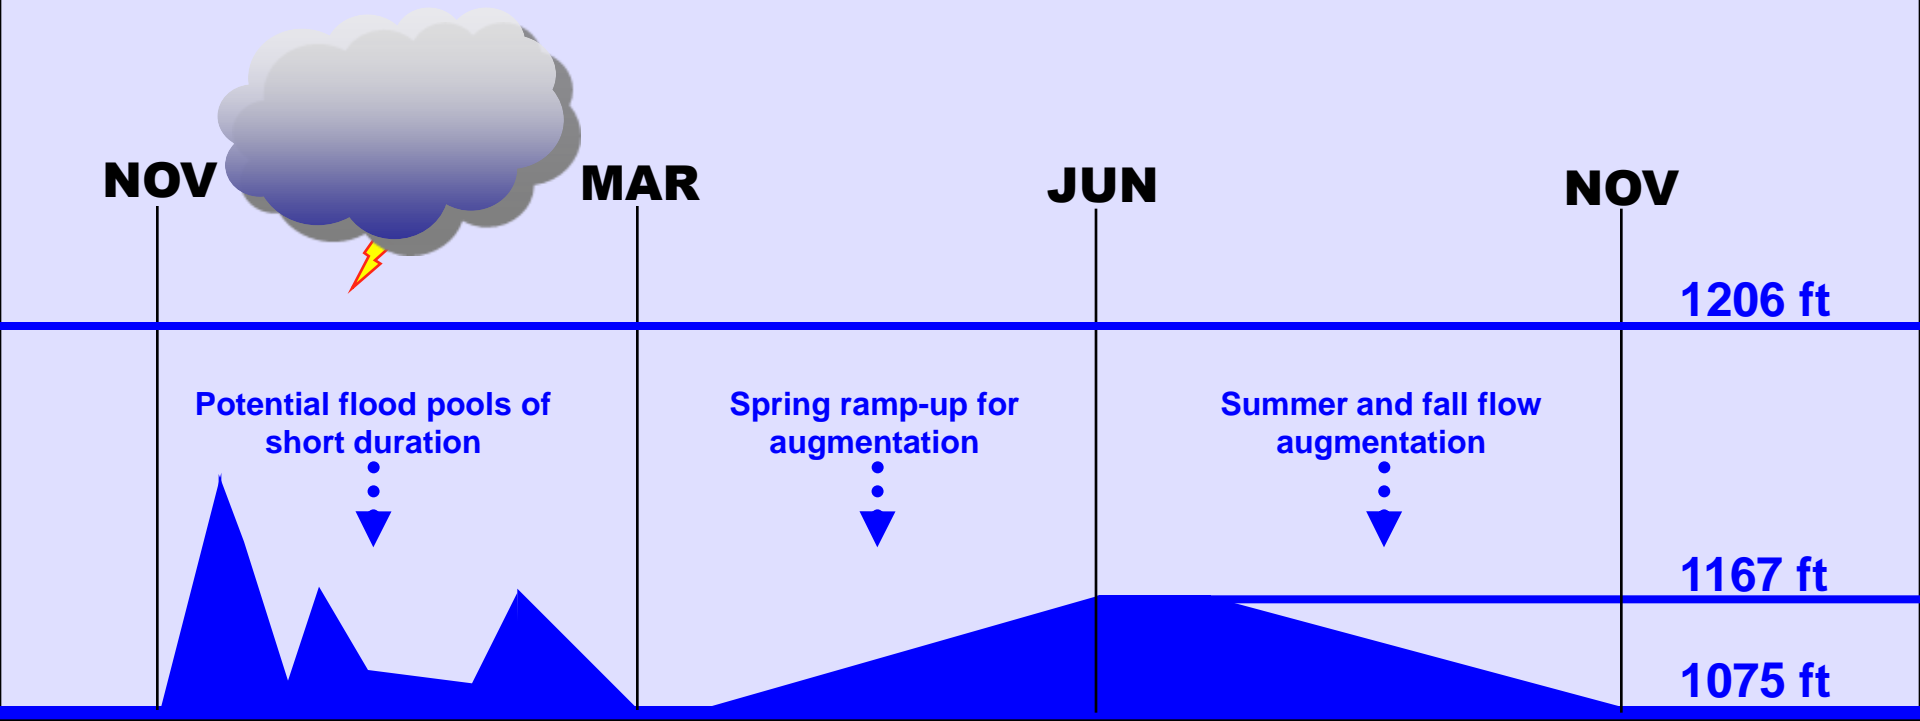 NOV
MAR
JUN
NOV
1206 ft
Potential flood pools of
short duration
Spring ramp-up for
augmentation
Summer and fall flow
augmentation
1167 ft
1075 ft